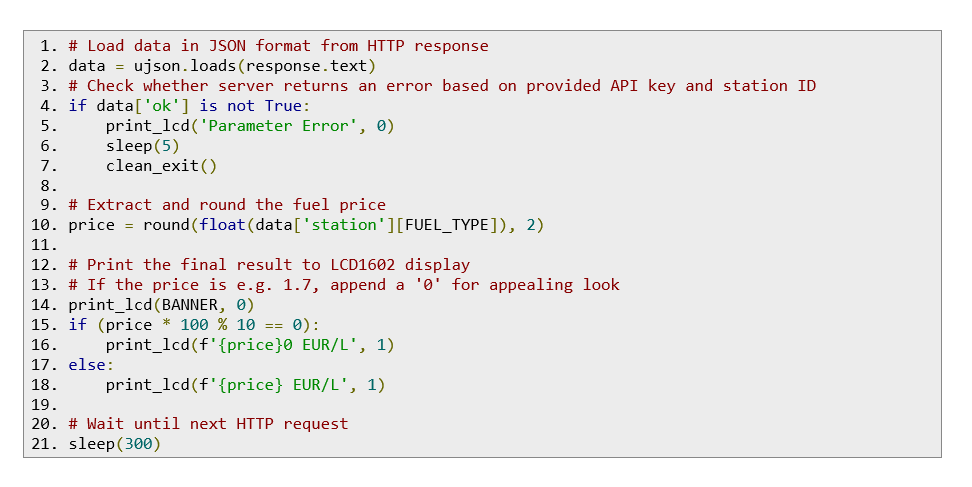 1. # Load data in JSON format from HTTP response
2. data = ujson.loads(response.text)
3. # Check whether server returns an error based on provided API key and station ID
4. if data['ok'] is not True:
5.     print_lcd('Parameter Error', 0)
6.     sleep(5)
7.     clean_exit()
8.
9. # Extract and round the fuel price
10. price = round(float(data['station'][FUEL_TYPE]), 2)
11.
12. # Print the final result to LCD1602 display
13. # If the price is e.g. 1.7, append a '0' for appealing look
14. print_lcd(BANNER, 0)
15. if (price * 100 % 10 == 0):
16.     print_lcd(f'{price}0 EUR/L', 1)
17. else:
18.     print_lcd(f'{price} EUR/L', 1)
19.
20. # Wait until next HTTP request
21. sleep(300)